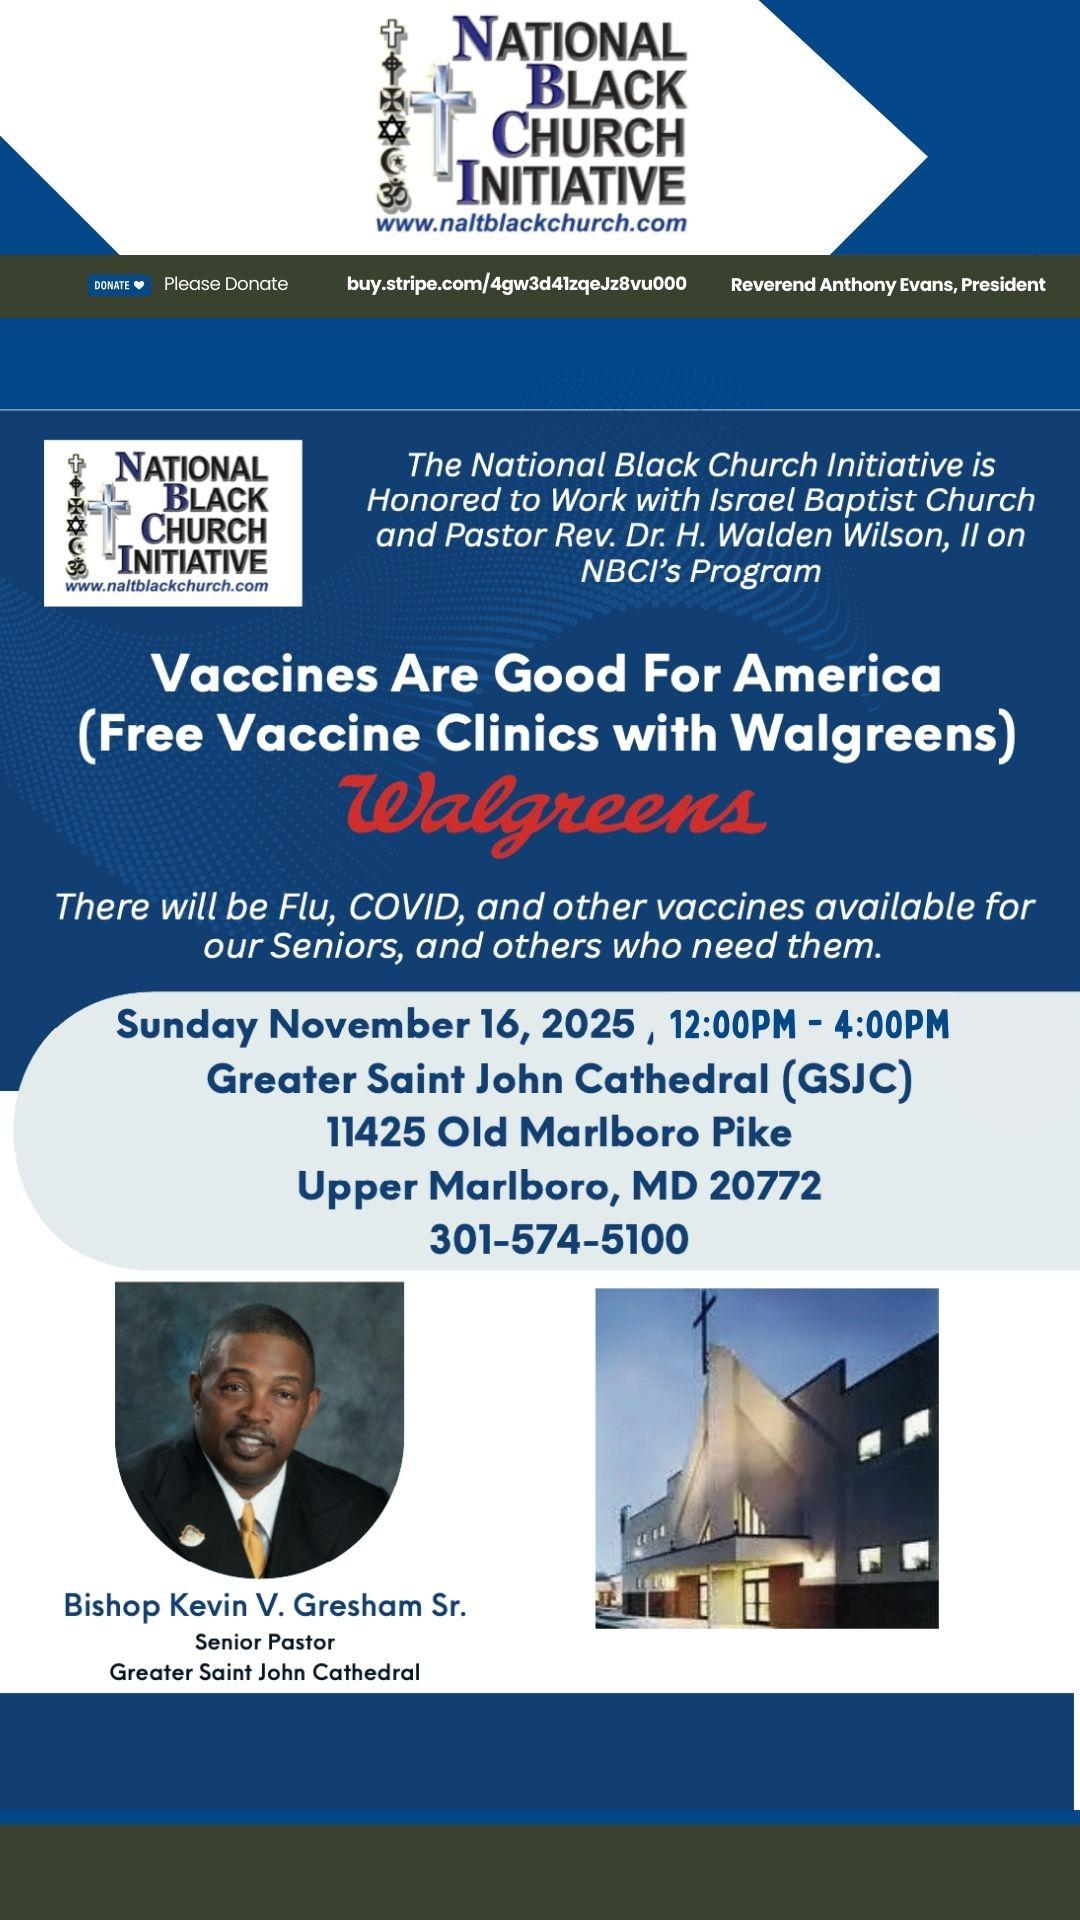 NATIONAL
BLACK
CHURCH
INITIATIVE
www.naltblackchurch.com
DONATE Please Donate buy.stripe.com/4gw3d41zqeJz8vu000 Reverend Anthony Evans, President
NATIONAL
BLACK
CHURCH
INITIATIVE
www.naltblackchurch.com
The National Black Church Initiative is
Honored to Work with Israel Baptist Church
and Pastor Rev. Dr. H. Walden Wilson, II on
NBCI’s Program
Vaccines Are Good For America
(Free Vaccine Clinics with Walgreens)
Walgreens
There will be Flu, COVID, and other vaccines available for
our Seniors, and others who need them.
Sunday November 16, 2025 , 12:00PM - 4:00PM
Greater Saint John Cathedral (GSJC)
11425 Old Marlboro Pike
Upper Marlboro, MD 20772
301-574-5100
Bishop Kevin V. Gresham Sr.
Senior Pastor
Greater Saint John Cathedral